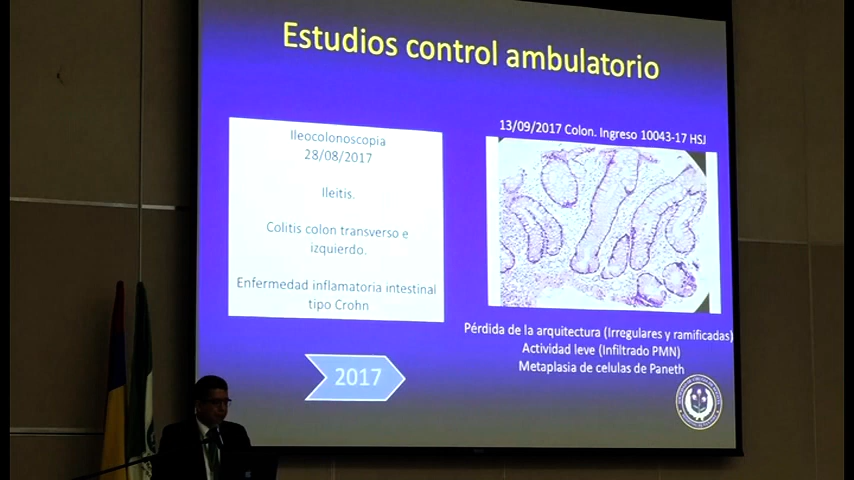 Estudios control ambulatorio
Ileocolonoscopia
28/08/2017
Ileitis.
Colitis colon transverso e
izquierdo.
Enfermedad inflamatoria intestinal
tipo Crohn
2017
13/09/2017 Colon. Ingreso 10043-17 HSJ
Pérdida de la arquitectura (Irregulares y ramificadas)
Actividad leve (Infiltrado PMN)
Metaplasia de celulas de Paneth